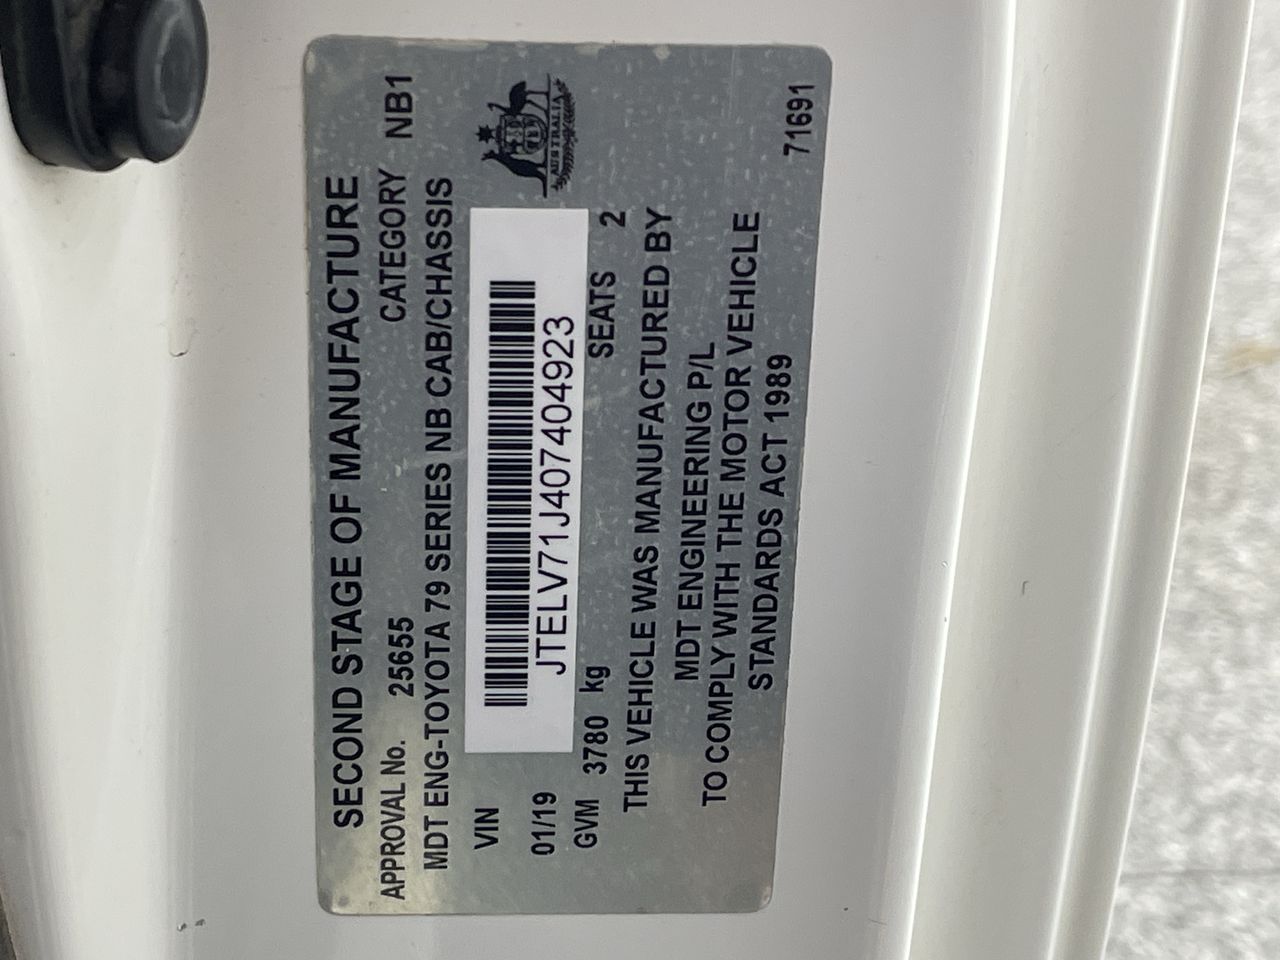 SECOND STAGE OF MANUFACTURE
APPROVAL No. 25655 CATEGORY NB1
MDT ENG-TOYOTA 79 SERIES NB CAB/CHASSIS
VIN
AUSTRALIA
01/19 JTELV71J407404923
GVM 3780 kg SEATS 2
THIS VEHICLE WAS MANUFACTURED BY
MDT ENGINEERING P/L
TO COMPLY WITH THE MOTOR VEHICLE
STANDARDS ACT 1989
71691